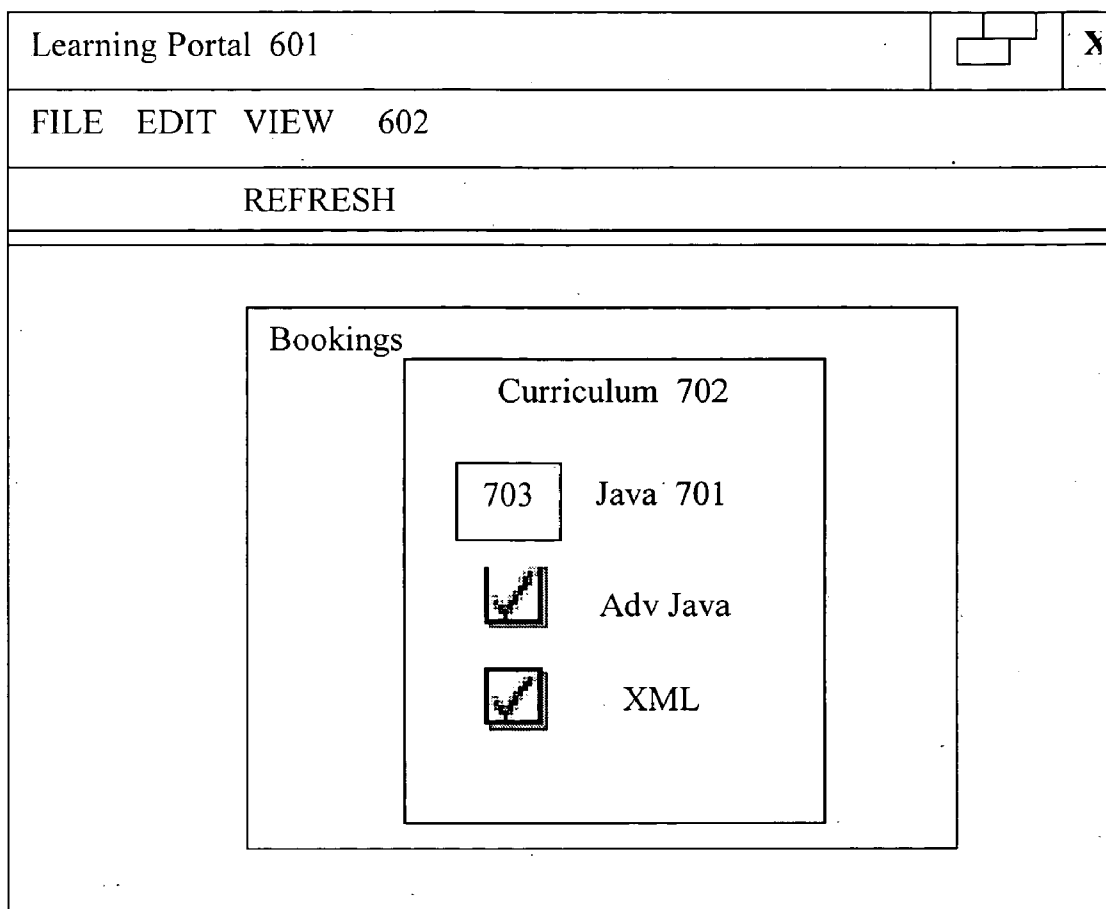 Learning Portal 601
X
FILE EDIT VIEW 602
REFRESH
Bookings
Curriculum 702
703 Java 701
Adv Java
XML